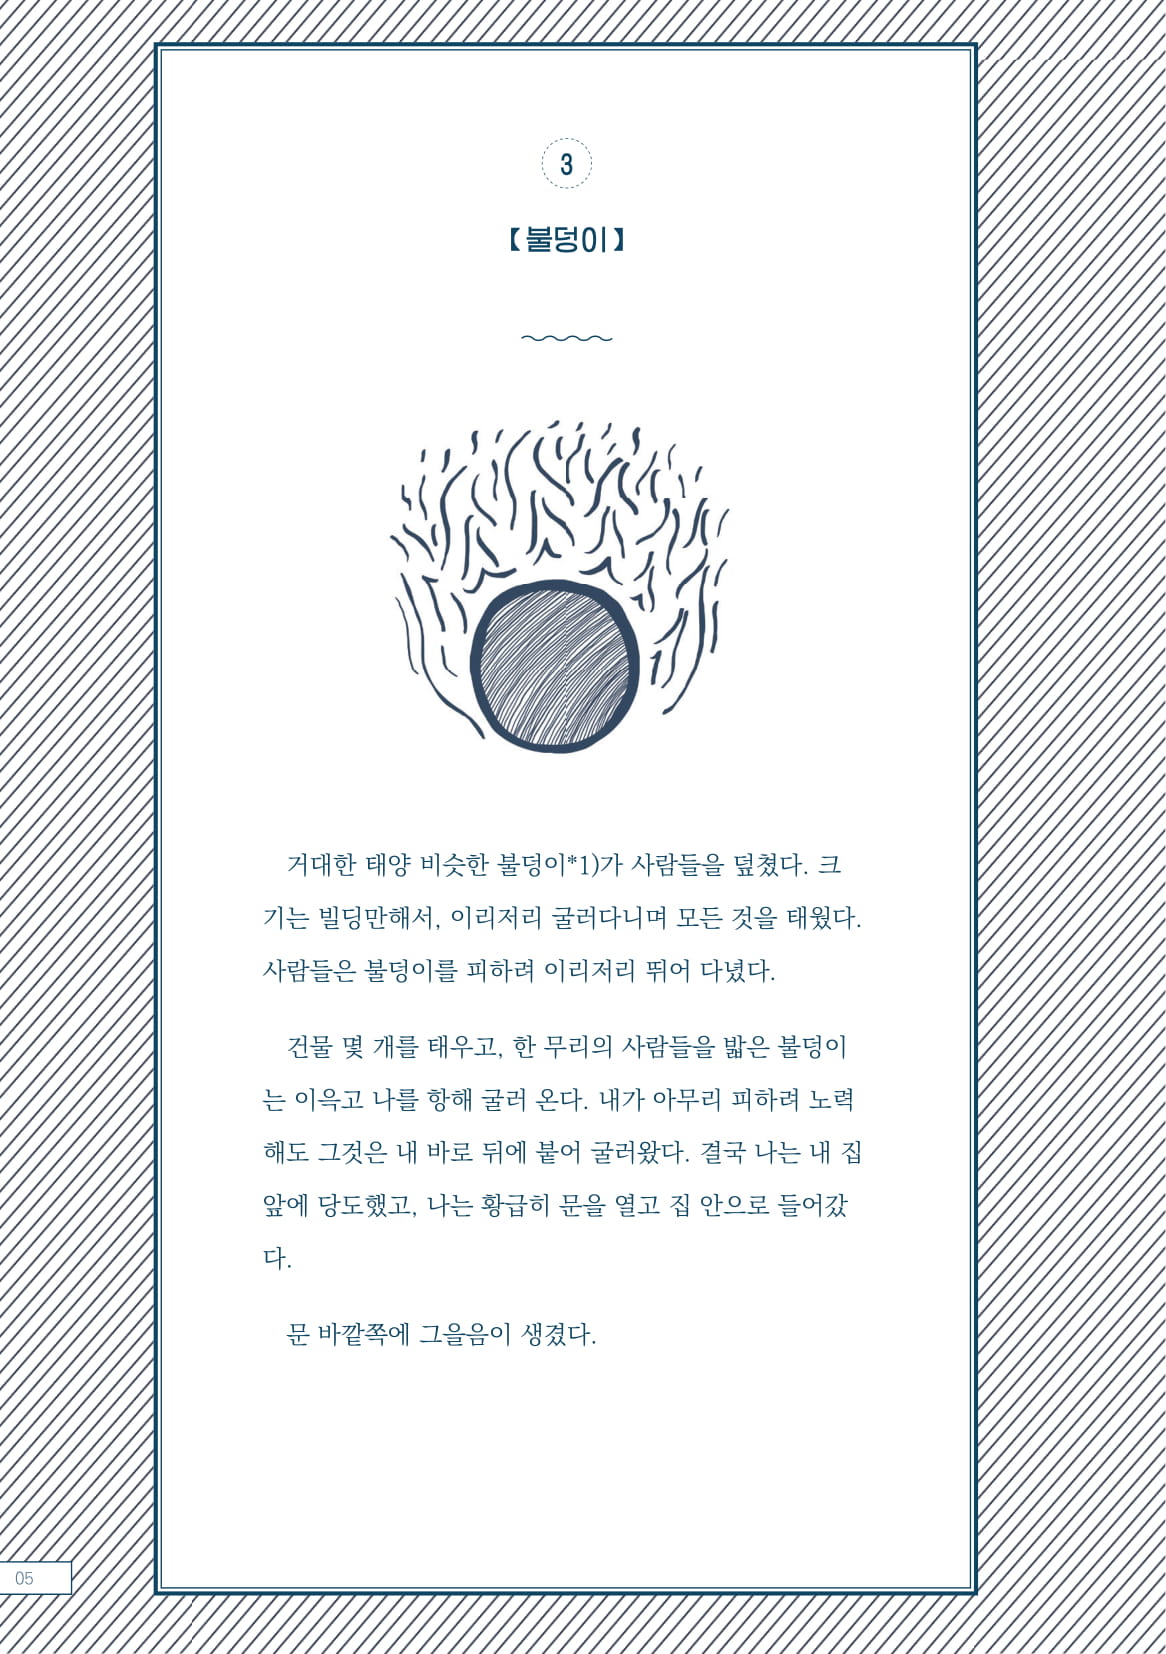 3
【불덩이】
거대한 태양 비슷한 불덩이*1)가 사람들을 덮쳤다. 크
기는 빌딩만해서, 이리저리 굴러다니며 모든 것을 태웠다.
사람들은 불덩이를 피하려 이리저리 뛰어 다녔다.
건물 몇 개를 태우고, 한 무리의 사람들을 밟은 불덩이
는 이윽고 나를 향해 굴러 온다. 내가 아무리 피하려 노력
해도 그것은 내 바로 뒤에 붙어 굴러왔다. 결국 나는 내 집
앞에 당도했고, 나는 황급히 문을 열고 집 안으로 들어갔
다.
문 바깥쪽에 그을음이 생겼다.
05